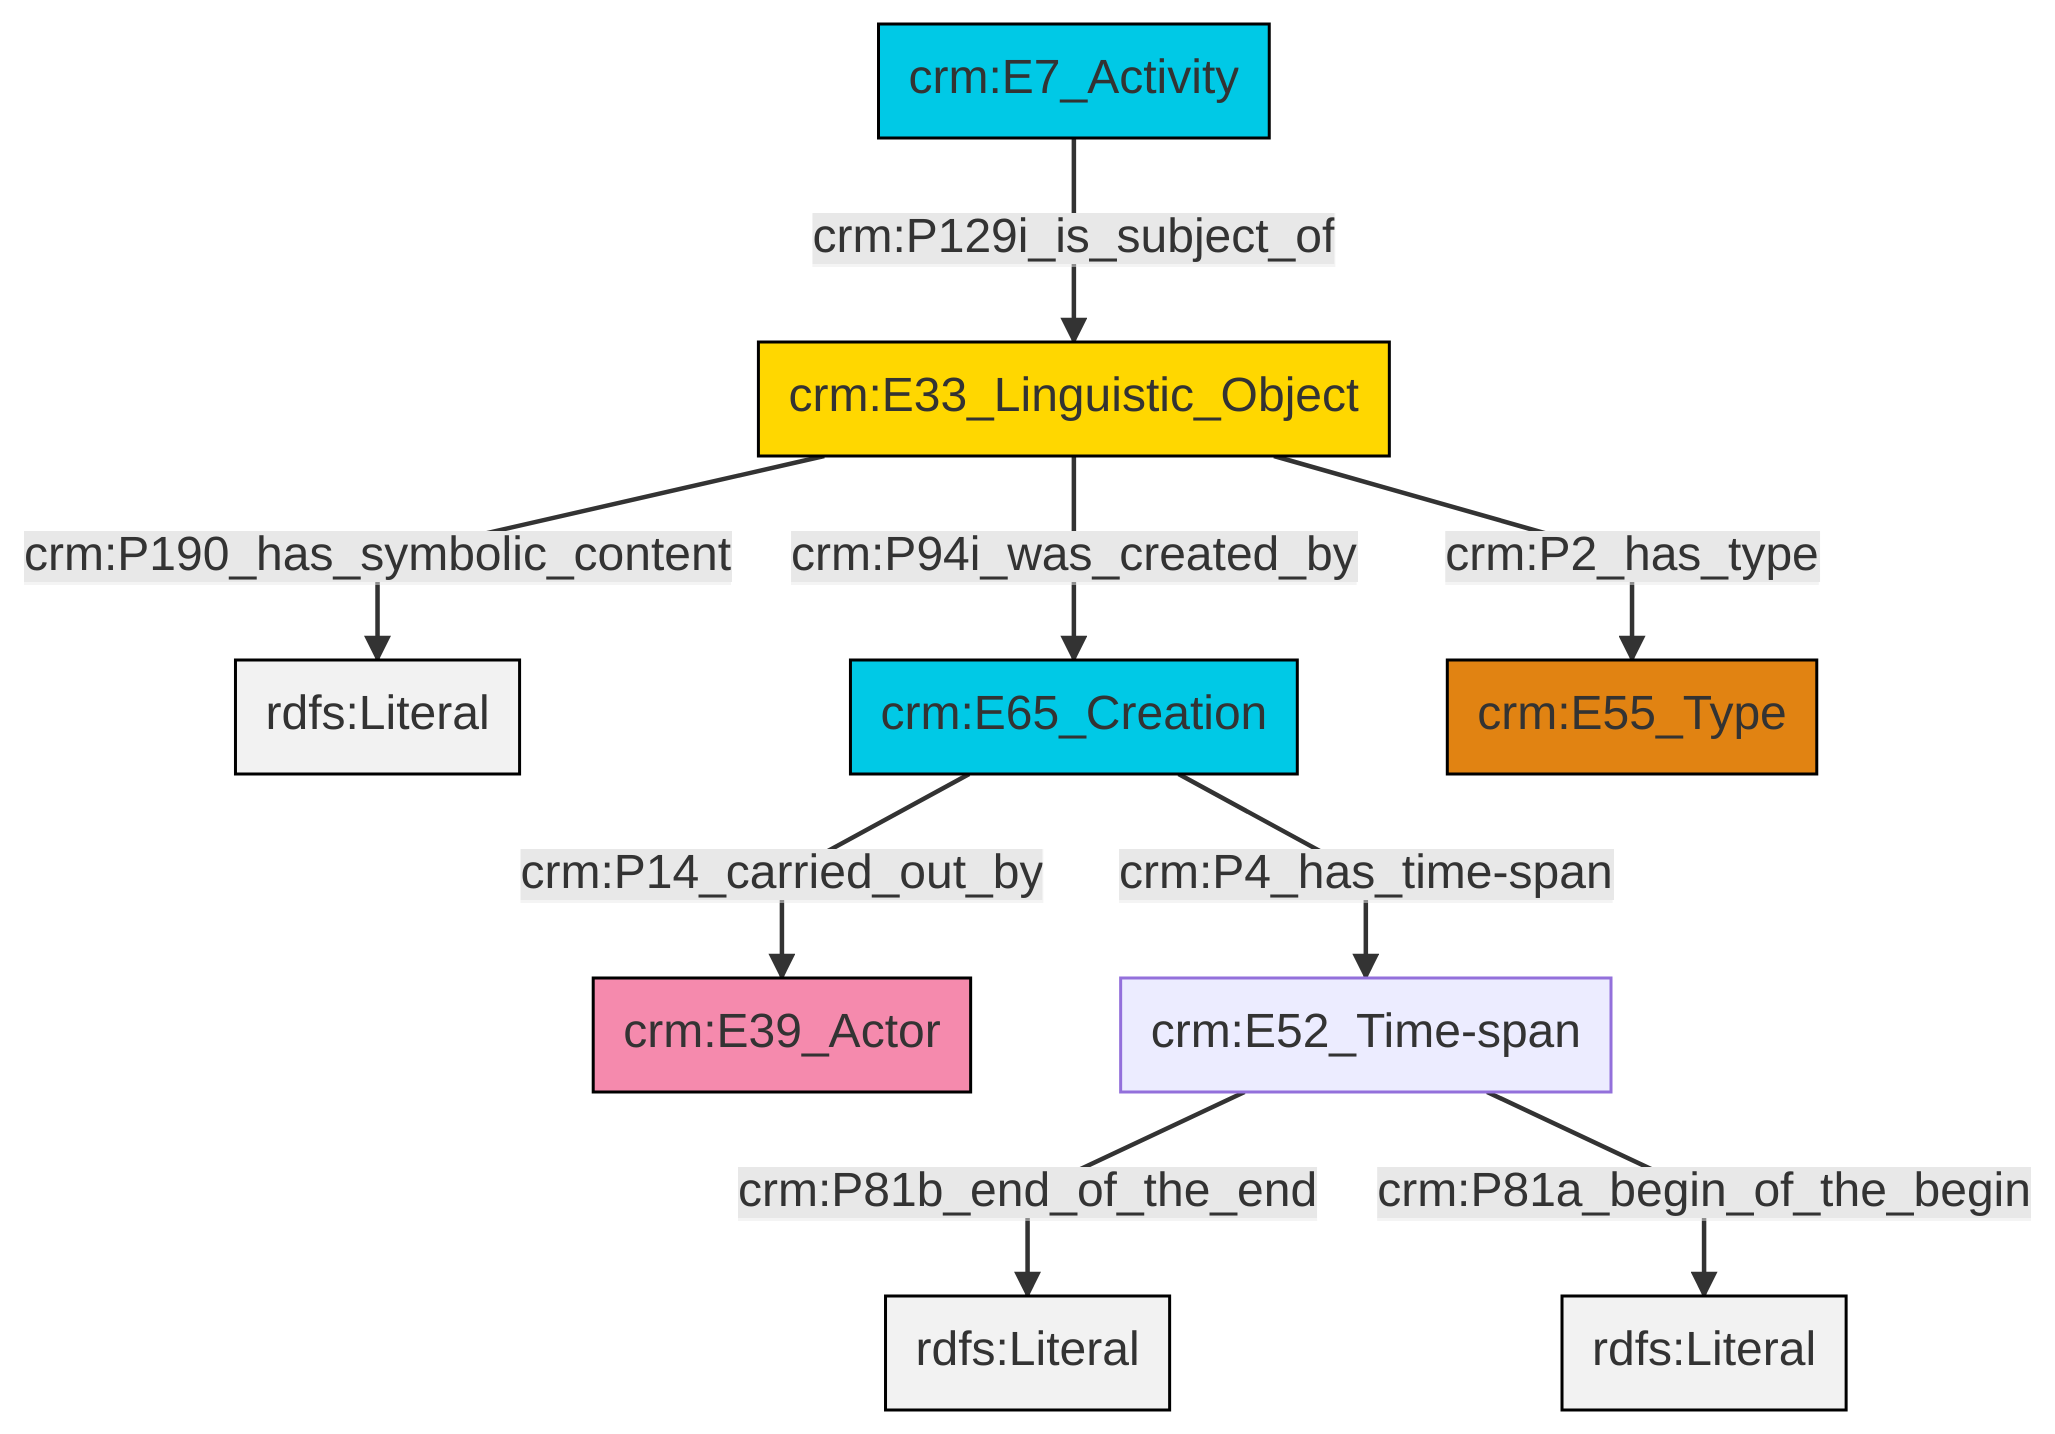 crm:E7_Activity
crm:P129i_is_subject_of
crm:E33_Linguistic_Object
crm:P190_has_symbolic_content
crm:P94i_was_created_by
crm:P2_has_type
rdfs:Literal
crm:E65_Creation
crm:E55_Type
crm:P14_carried_out_by
crm:P4_has_time-span
crm:E39_Actor
crm:E52_Time-span
crm:P81b_end_of_the_end
crm:P81a_begin_of_the_begin
rdfs:Literal
rdfs:Literal